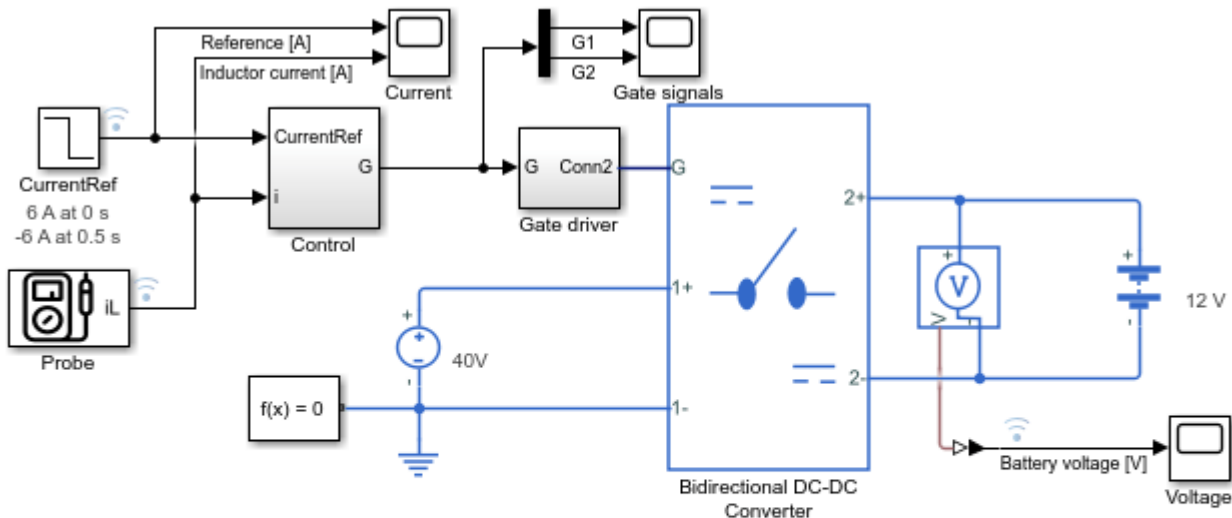 Reference [A]
Inductor current [A]
Current
G1
G2
Gate signals
CurrentRef
6 A at 0 s
-6 A at 0.5 s
CurrentRef
i
G
Control
G
Conn2
Gate driver
iL
Probe
G
1+
1-
2+
2-
Bidirectional DC-DC
Converter
+
-
40V
f(x) = 0
+
V
V
-
+
-
12 V
Battery voltage [V]
Voltage